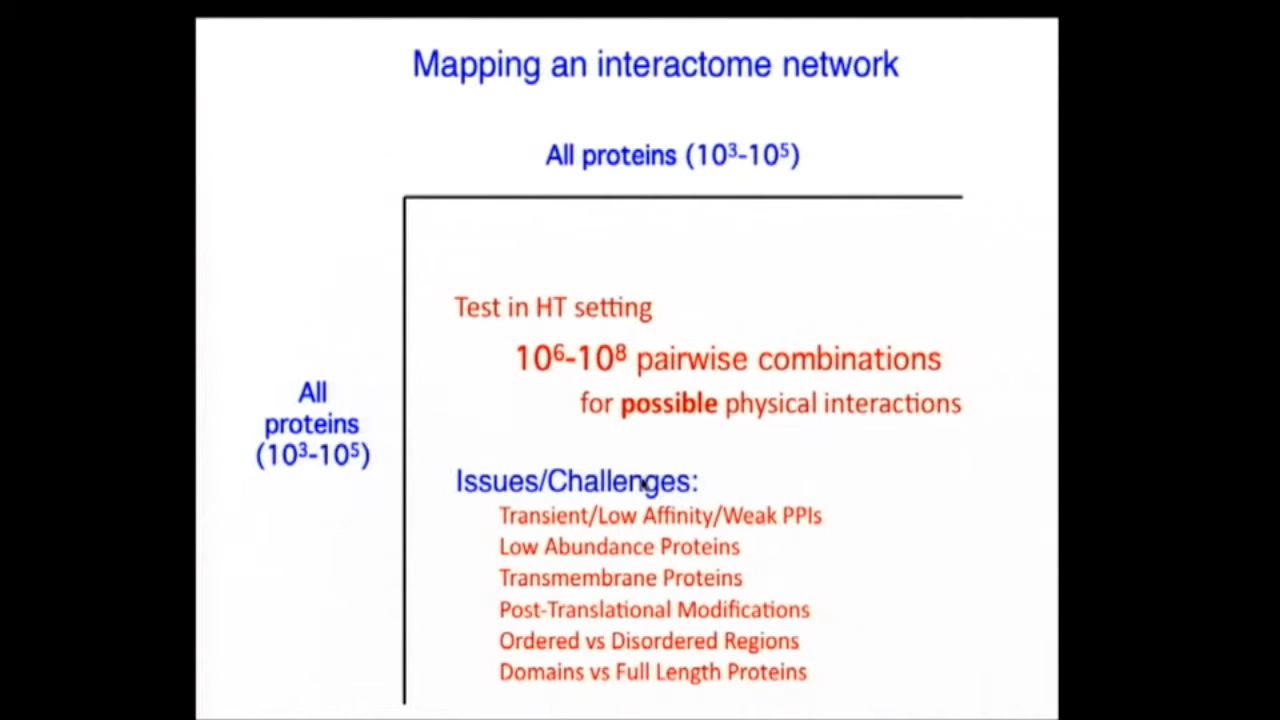 Mapping an interactome network
All proteins (10³-10⁵)
Test in HT setting
10⁶-10⁸ pairwise combinations
for possible physical interactions
All
proteins
(10³-10⁵)
Issues/Challenges:
Transient/Low Affinity/Weak PPIs
Low Abundance Proteins
Transmembrane Proteins
Post-Translational Modifications
Ordered vs Disordered Regions
Domains vs Full Length Proteins